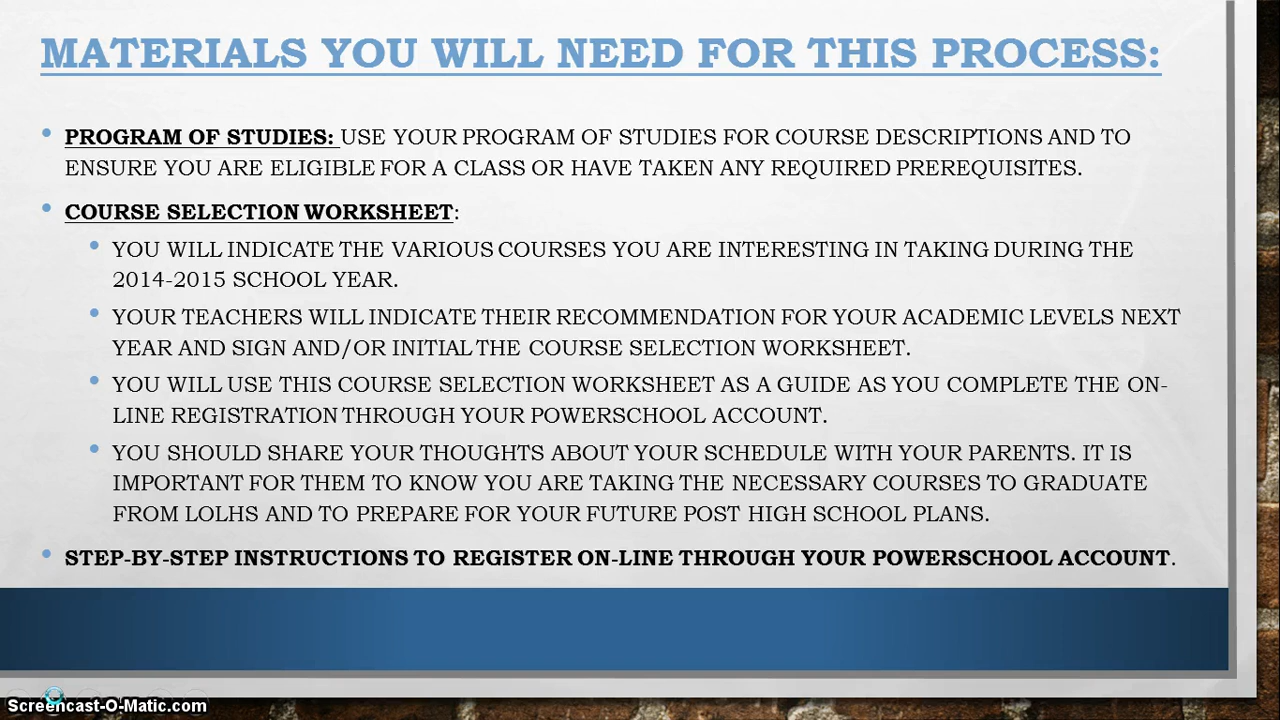 MATERIALS YOU WILL NEED FOR THIS PROCESS:
• PROGRAM OF STUDIES: USE YOUR PROGRAM OF STUDIES FOR COURSE DESCRIPTIONS AND TO
ENSURE YOU ARE ELIGIBLE FOR A CLASS OR HAVE TAKEN ANY REQUIRED PREREQUISITES.
• COURSE SELECTION WORKSHEET:
• YOU WILL INDICATE THE VARIOUS COURSES YOU ARE INTERESTING IN TAKING DURING THE
2014-2015 SCHOOL YEAR.
• YOUR TEACHERS WILL INDICATE THEIR RECOMMENDATION FOR YOUR ACADEMIC LEVELS NEXT
YEAR AND SIGN AND/OR INITIAL THE COURSE SELECTION WORKSHEET.
• YOU WILL USE THIS COURSE SELECTION WORKSHEET AS A GUIDE AS YOU COMPLETE THE ON-
LINE REGISTRATION THROUGH YOUR POWERSCHOOL ACCOUNT.
• YOU SHOULD SHARE YOUR THOUGHTS ABOUT YOUR SCHEDULE WITH YOUR PARENTS. IT IS
IMPORTANT FOR THEM TO KNOW YOU ARE TAKING THE NECESSARY COURSES TO GRADUATE
FROM LOLHS AND TO PREPARE FOR YOUR FUTURE POST HIGH SCHOOL PLANS.
• STEP-BY-STEP INSTRUCTIONS TO REGISTER ON-LINE THROUGH YOUR POWERSCHOOL ACCOUNT.
Screencast-O-Matic.com